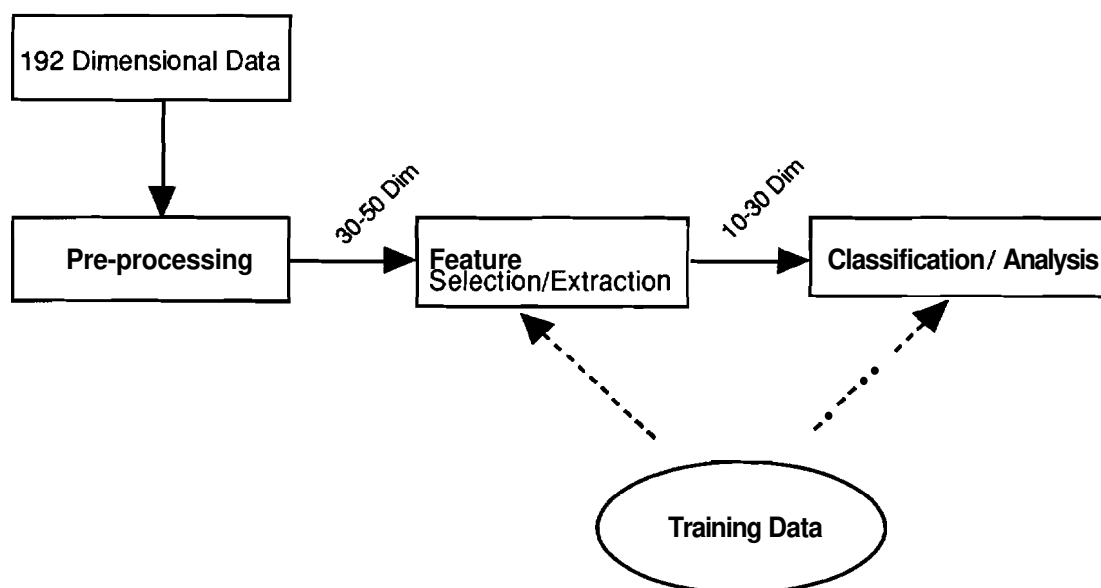 192 Dimensional Data
30-50 Dim
10-30 Dim
Pre-processing
Feature
Selection/Extraction
Classification/ Analysis
Training Data